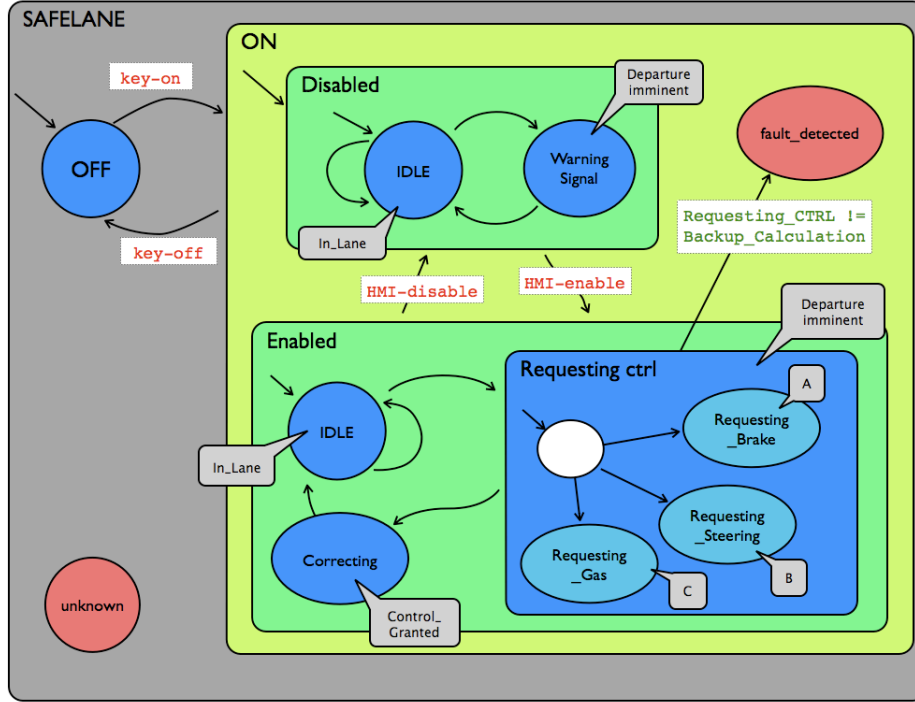 SAFELANE
ON
key-on
Disabled
Departure
imminent
OFF
IDLE
Warning
Signal
fault_detected
In_Lane
Requesting_CTRL !=
Backup_Calculation
key-off
HMI-disable
HMI-enable
Departure
imminent
Enabled
Requesting ctrl
A
IDLE
Requesting
_Brake
In_Lane
Requesting
_Steering
Correcting
Requesting
_Gas
B
C
unknown
Control_
Granted